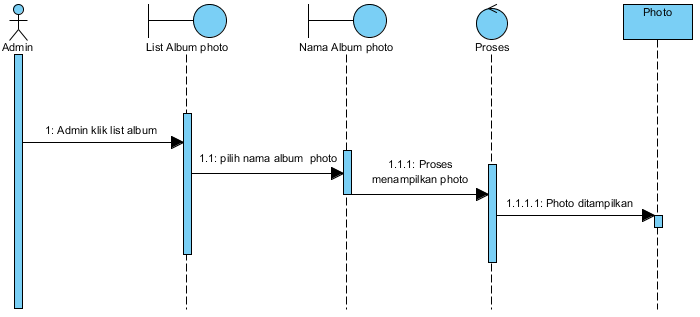 Admin
List Album photo
Nama Album photo
Proses
Photo
1: Admin klik list album
1.1: pilih nama album  photo
1.1.1: Proses
menampilkan photo
1.1.1.1: Photo ditampilkan